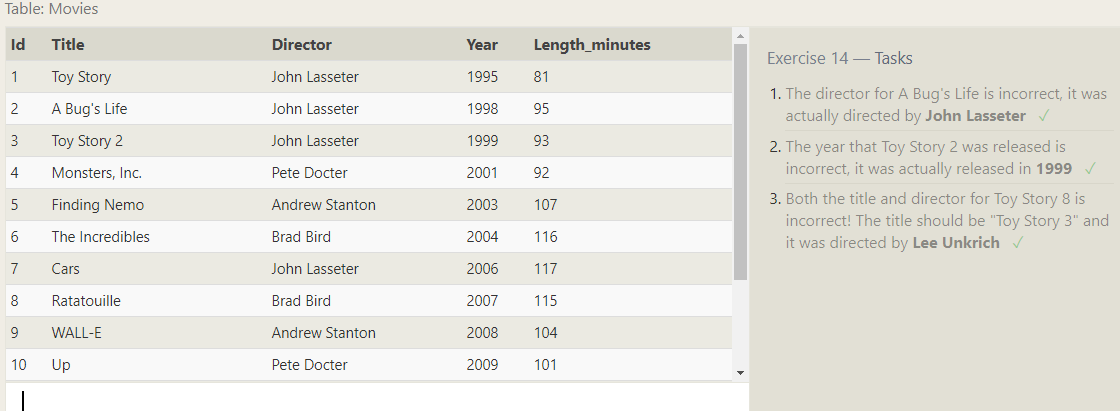 Table: Movies
Id Title Director Year Length_minutes
1 Toy Story John Lasseter 1995 81
2 A Bug's Life John Lasseter 1998 95
3 Toy Story 2 John Lasseter 1999 93
4 Monsters, Inc. Pete Docter 2001 92
5 Finding Nemo Andrew Stanton 2003 107
6 The Incredibles Brad Bird 2004 116
7 Cars John Lasseter 2006 117
8 Ratatouille Brad Bird 2007 115
9 WALL-E Andrew Stanton 2008 104
10 Up Pete Docter 2009 101
Exercise 14 — Tasks
1. The director for A Bug's Life is incorrect, it was
actually directed by John Lasseter ✓
2. The year that Toy Story 2 was released is
incorrect, it was actually released in 1999 ✓
3. Both the title and director for Toy Story 8 is
incorrect! The title should be "Toy Story 3" and
it was directed by Lee Unkrich ✓